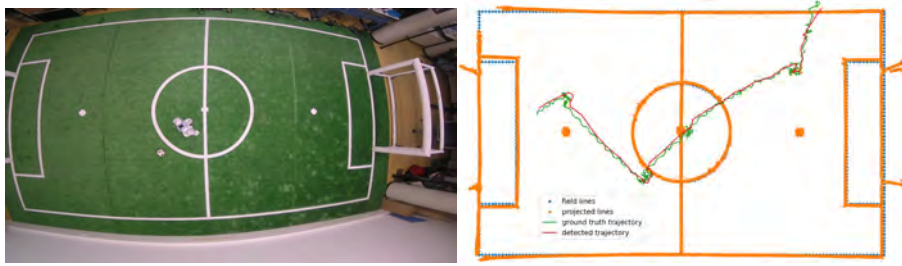 field lines
projected lines
ground truth trajectory
detected trajectory